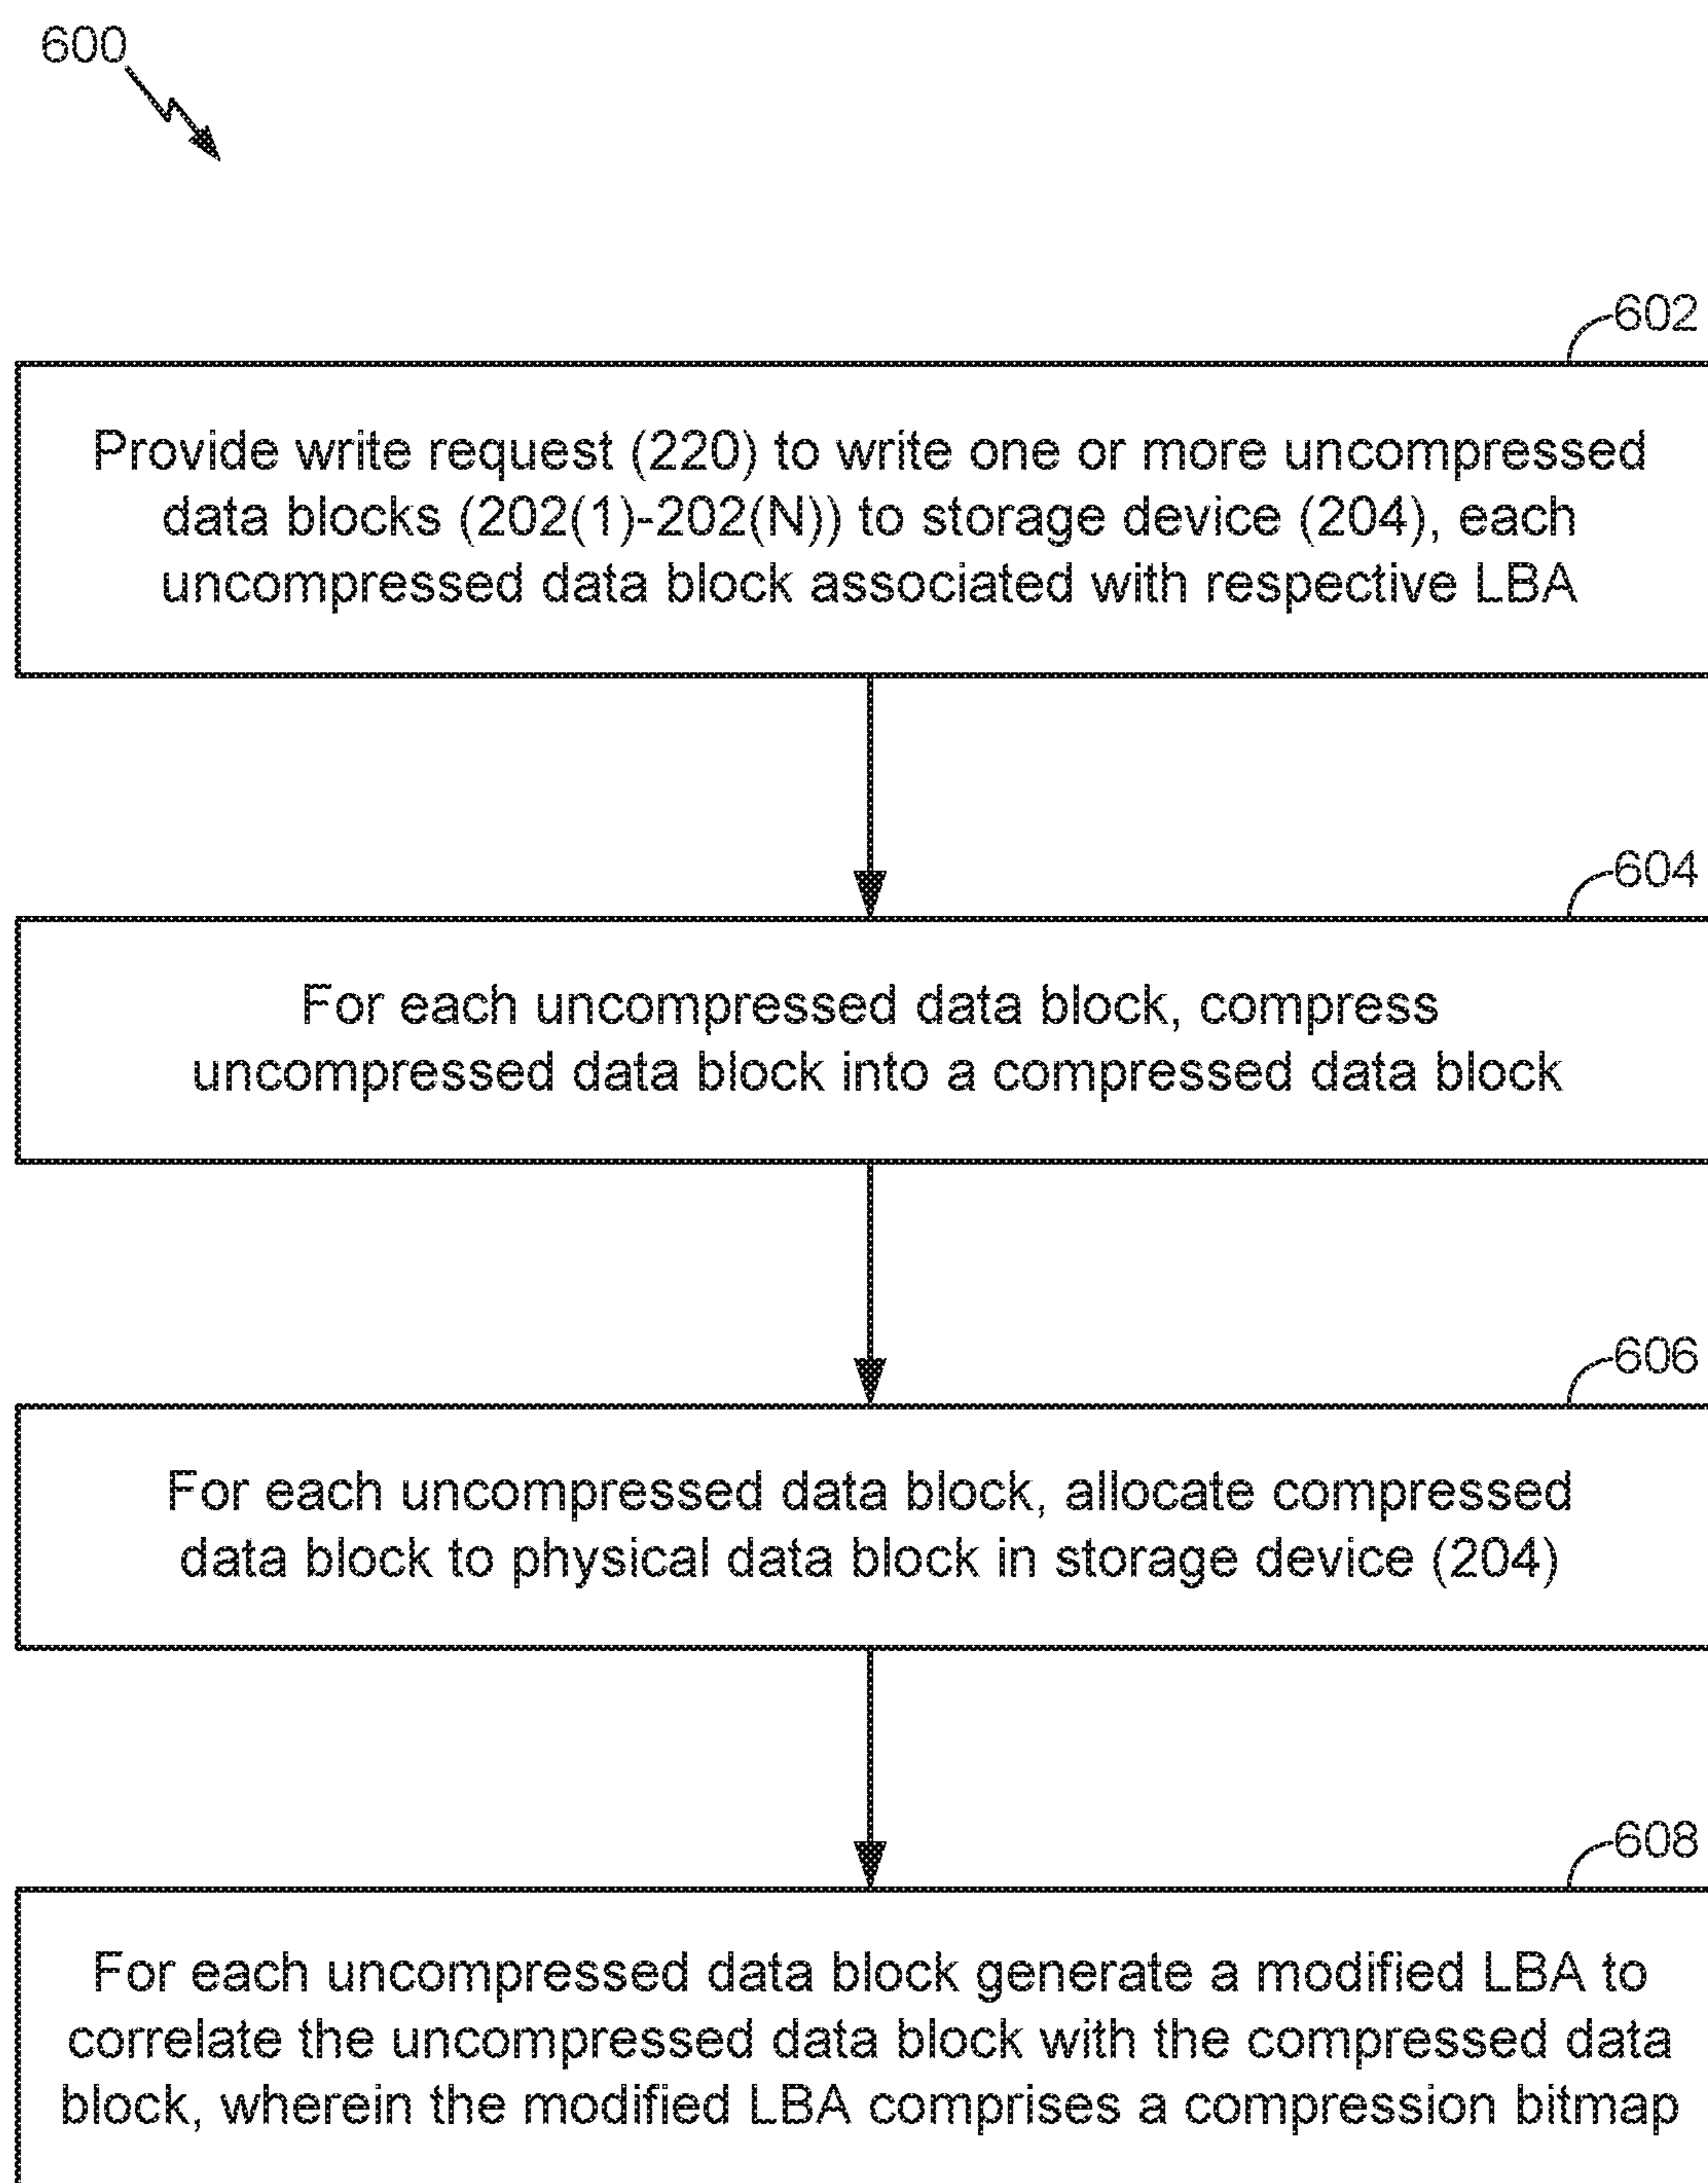 600
602
Provide write request (220) to write one or more uncompressed
data blocks (202(1)-202(N)) to storage device (204), each
uncompressed data block associated with respective LBA
604
For each uncompressed data block, compress
uncompressed data block into a compressed data block
606
For each uncompressed data block, allocate compressed
data block to physical data block in storage device (204)
608
For each uncompressed data block generate a modified LBA to
correlate the uncompressed data block with the compressed data
block, wherein the modified LBA comprises a compression bitmap